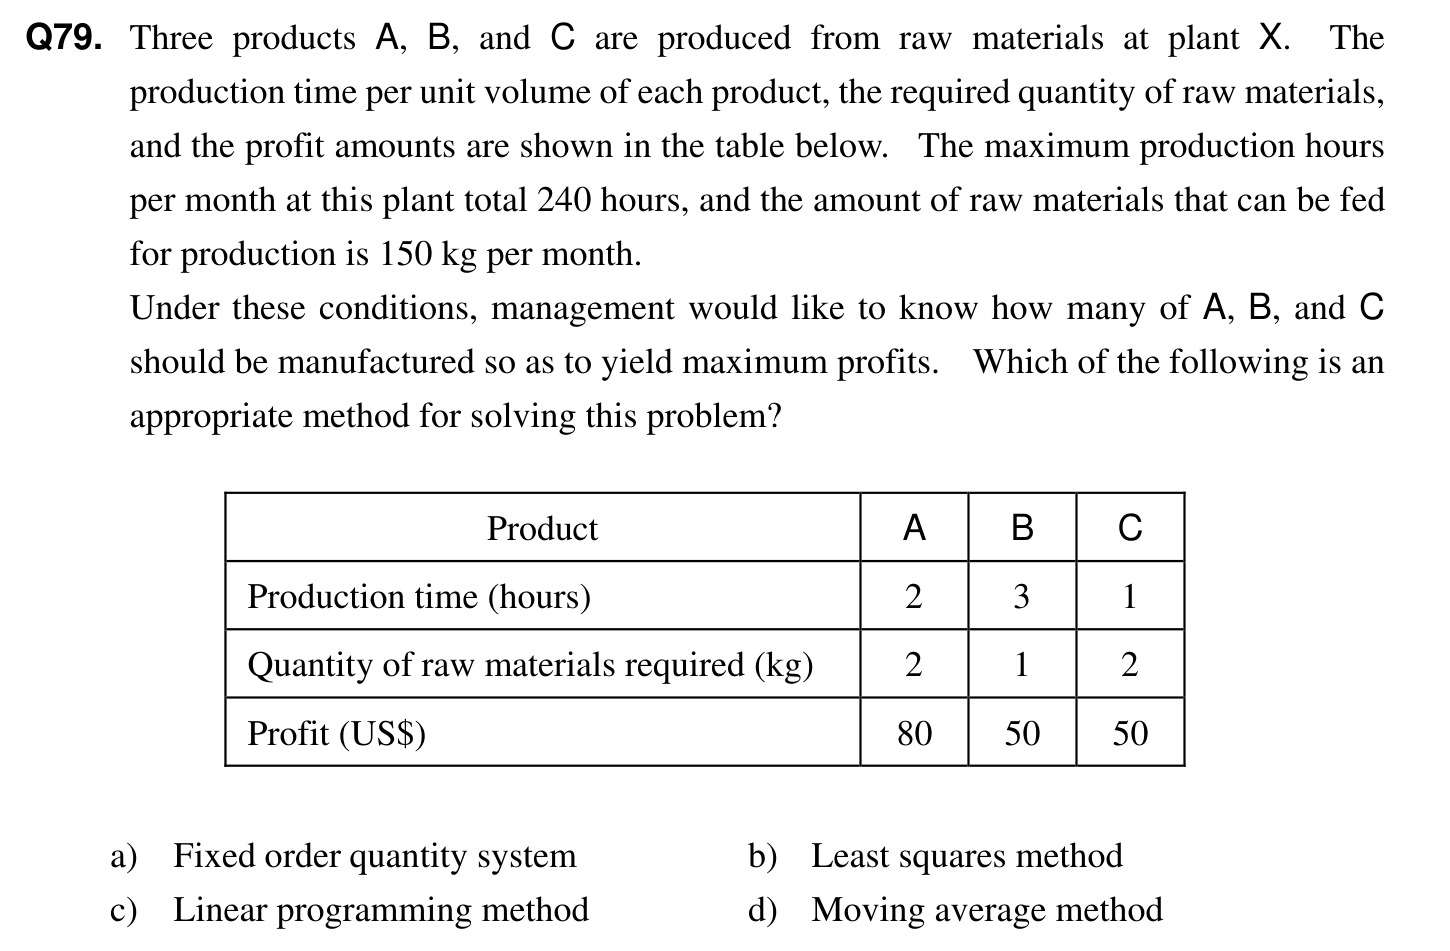 Q79. Three products A, B, and C are produced from raw materials at plant X. The
production time per unit volume of each product, the required quantity of raw materials,
and the profit amounts are shown in the table below. The maximum production hours
per month at this plant total 240 hours, and the amount of raw materials that can be fed
for production is 150 kg per month.
Under these conditions, management would like to know how many of A, B, and C
should be manufactured so as to yield maximum profits. Which of the following is an
appropriate method for solving this problem?
Product A B C
Production time (hours) 2 3 1
Quantity of raw materials required (kg) 2 1 2
Profit (US$) 80 50 50
a) Fixed order quantity system b) Least squares method
c) Linear programming method d) Moving average method